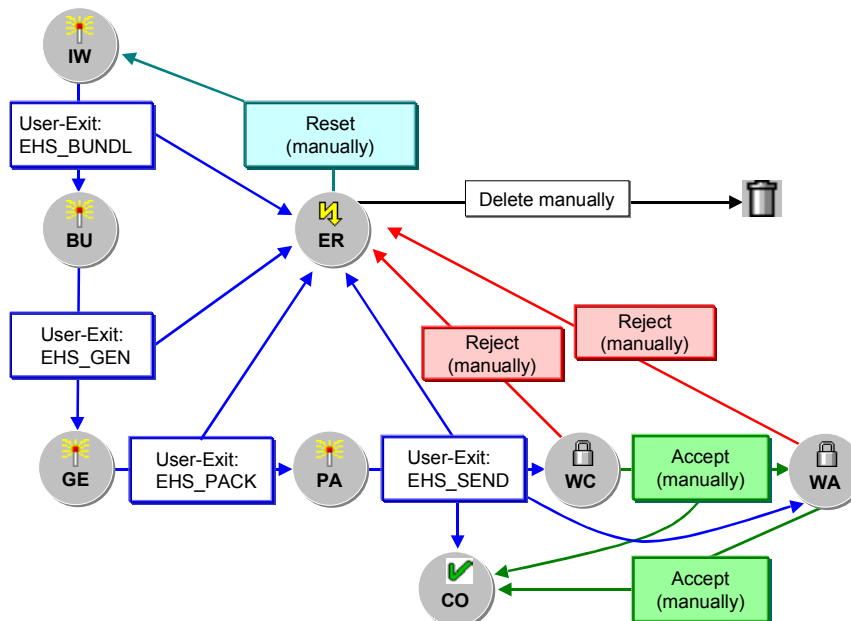 IW
User-Exit:
EHS_BUNDL
Reset
(manually)
BU
ER
Delete manually
User-Exit:
EHS_GEN
Reject
(manually)
Reject
(manually)
GE
User-Exit:
EHS_PACK
PA
User-Exit:
EHS_SEND
WC
Accept
(manually)
WA
CO
Accept
(manually)